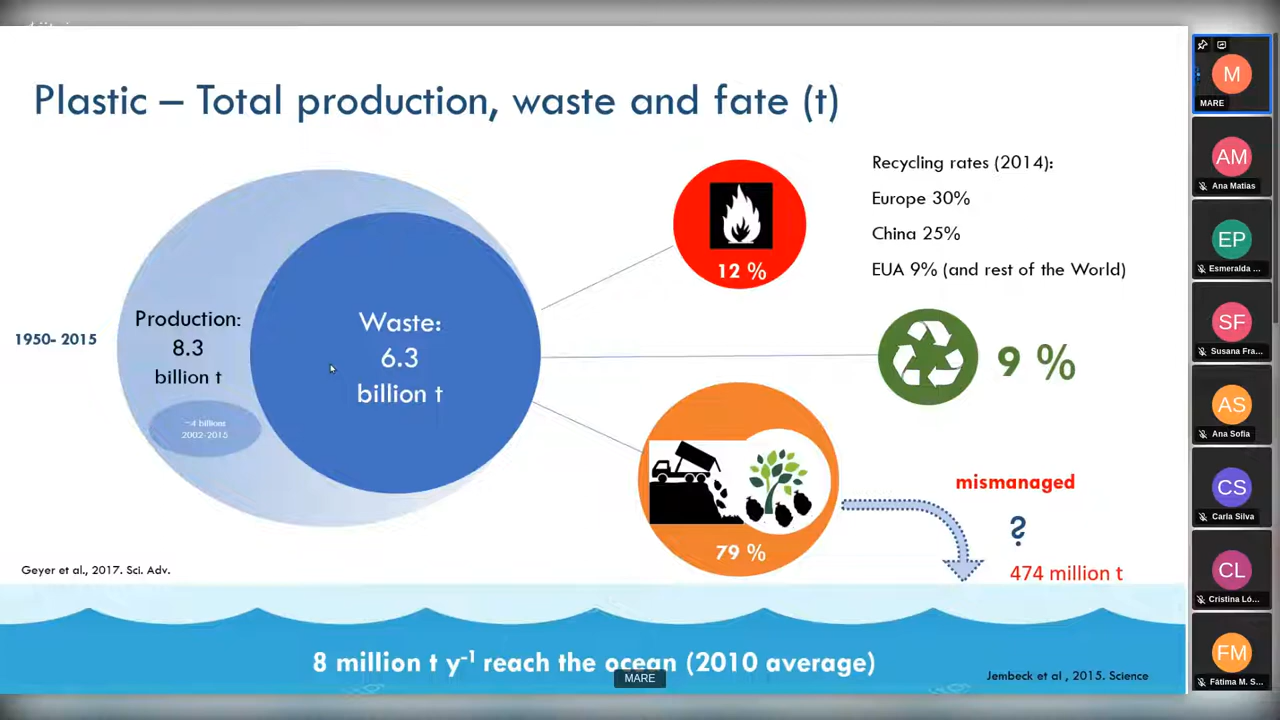 Plastic – Total production, waste and fate (t)
Recycling rates (2014):
Europe 30%
China 25%
EUA 9% (and rest of the World)
12 %
1950- 2015
Production:
8.3
billion t
~4 billions
2002-2015
Waste:
6.3
billion t
9 %
79 %
mismanaged
?
474 million t
Geyer et al., 2017. Sci. Adv.
8 million t y-1 reach the ocean (2010 average)
Jembeck et al , 2015. Science
MARE
M
MARE
AM
Ana Matias
EP
Esmeralda ...
SF
Susana Fra...
AS
Ana Sofia
CS
Carla Silva
CL
Cristina Ló...
FM
Fátima M. S...